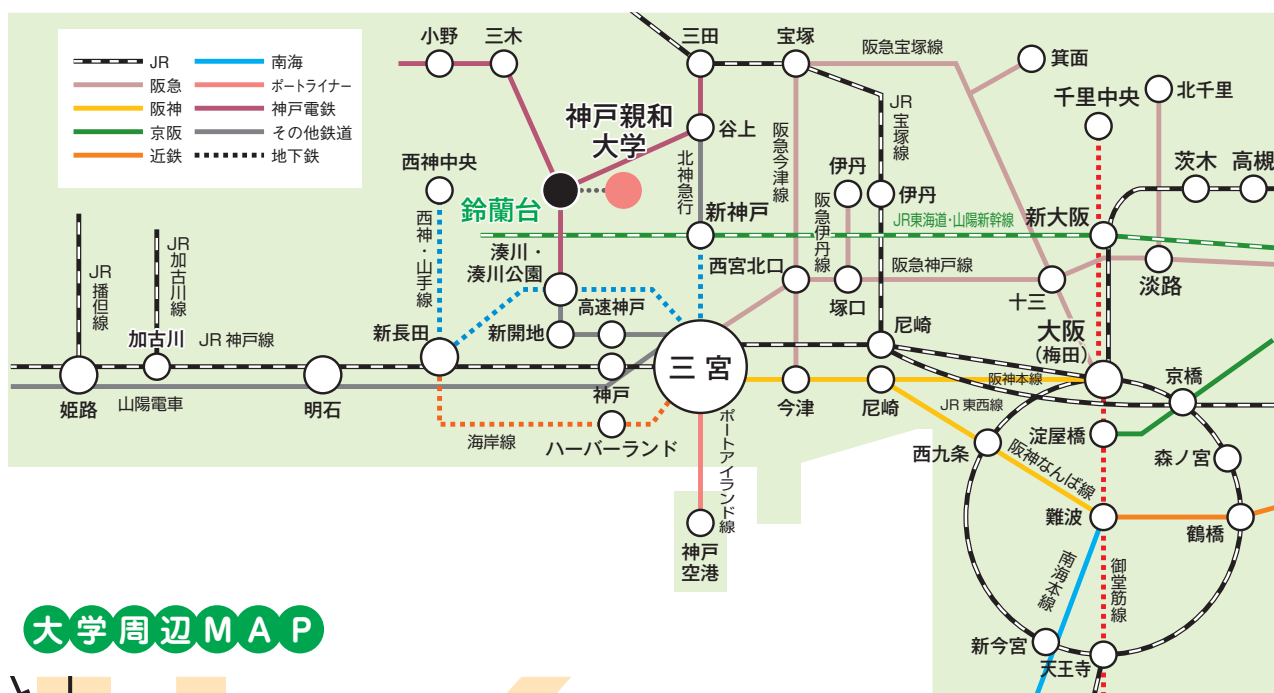 JR
阪急
阪神
京阪
近鉄
南海
ポートライナー
神戸電鉄
その他鉄道
地下鉄
小野
三木
三田
宝塚
阪急宝塚線
箕面
千里中央
北千里
神戸親和
大学
谷上
阪急今津線
JR宝塚線
伊丹
伊丹
茨木
高槻
西神中央
鈴蘭台
北神急行
新神戸
阪急伊丹線
JR東海道・山陽新幹線
新大阪
JR播但線
JR加古川線
西神・山手線
湊川・
湊川公園
西宮北口
塚口
阪急神戸線
十三
淡路
加古川
JR 神戸線
新長田
新開地
高速神戸
三宮
尼崎
大阪
(梅田)
姫路
山陽電車
明石
神戸
今津
尼崎
阪神本線
JR 東西線
京橋
海岸線
ハーバーランド
ポートアイランド線
西九条
阪神なんば線
淀屋橋
森ノ宮
神戸
空港
難波
鶴橋
南海本線
御堂筋線
新今宮
天王寺
大学周辺MAP